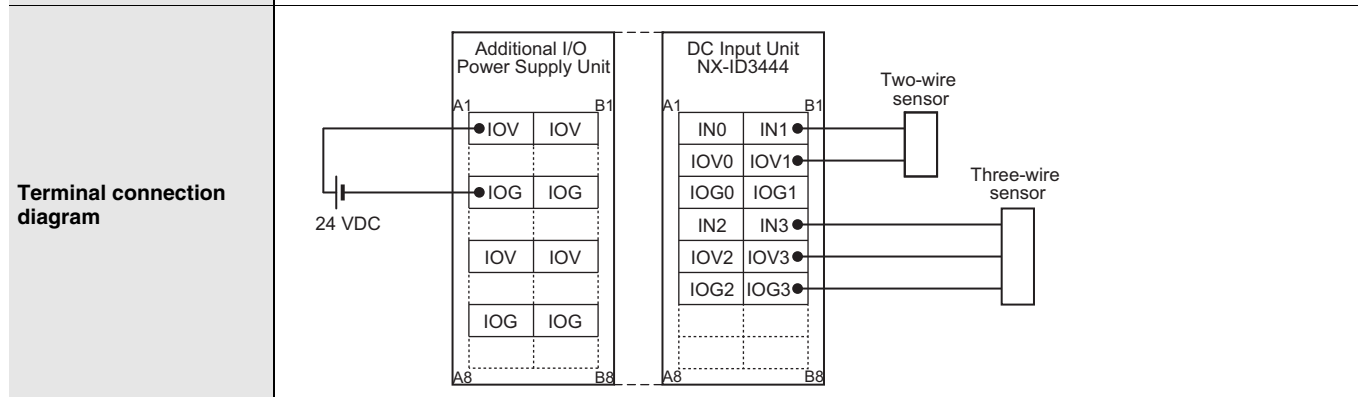 Terminal connection
diagram
Additional I/O
Power Supply Unit
A1 B1
IOV IOV
IOG IOG
IOV IOV
IOG IOG
A8 B8
24 VDC
DC Input Unit
NX-ID3444
A1 B1
IN0 IN1
IOV0 IOV1
IOG0 IOG1
IN2 IN3
IOV2 IOV3
IOG2 IOG3
A8 B8
Two-wire
sensor
Three-wire
sensor